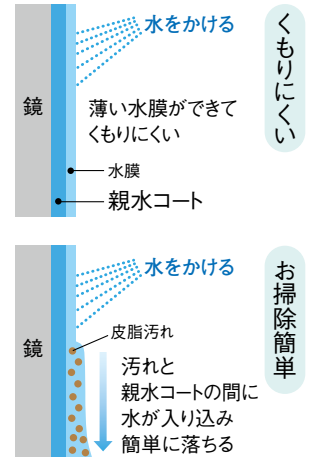 くもりにくい
水をかける
鏡
薄い水膜ができて
くもりにくい
水膜
親水コート
お掃除簡単
水をかける
鏡
皮脂汚れ
汚れと
親水コートの間に
水が入り込み
簡単に落ちる